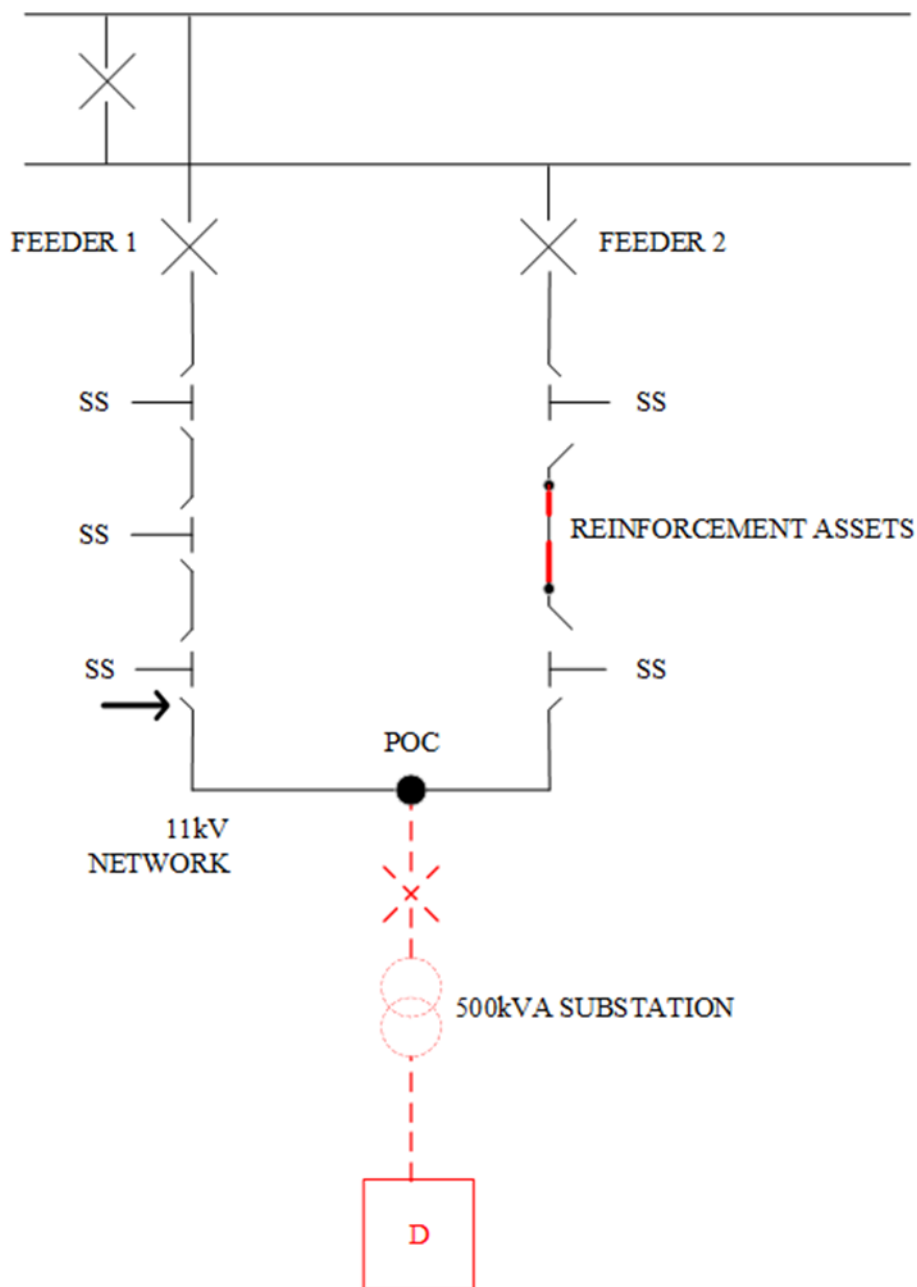 FEEDER 1
FEEDER 2
SS
SS
SS
REINFORCEMENT ASSETS
SS
SS
POC
11kV
NETWORK
500kVA SUBSTATION
D